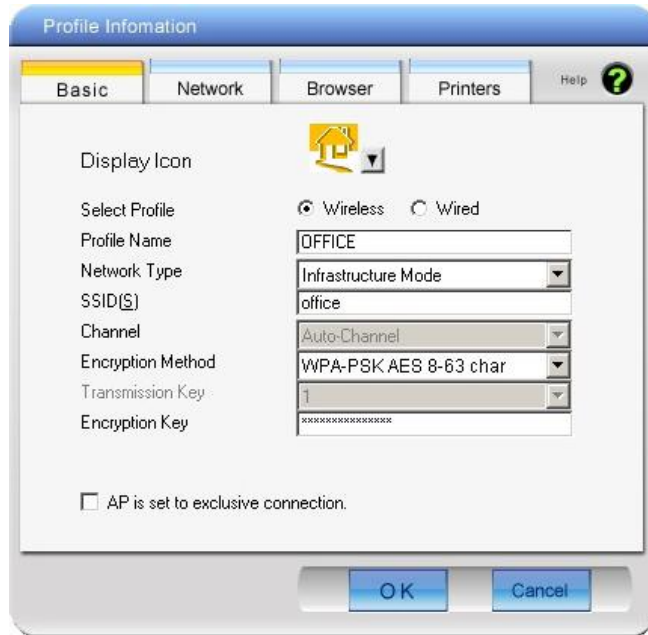 Profile Infomation
Basic Network Browser Printers Help ?
Display Icon
Select Profile Wireless Wired
Profile Name OFFICE
Network Type Infrastructure Mode
SSID(S) office
Channel Auto-Channel
Encryption Method WPA-PSK AES 8-63 char
Transmission Key 1
Encryption Key ***************
AP is set to exclusive connection.
OK Cancel